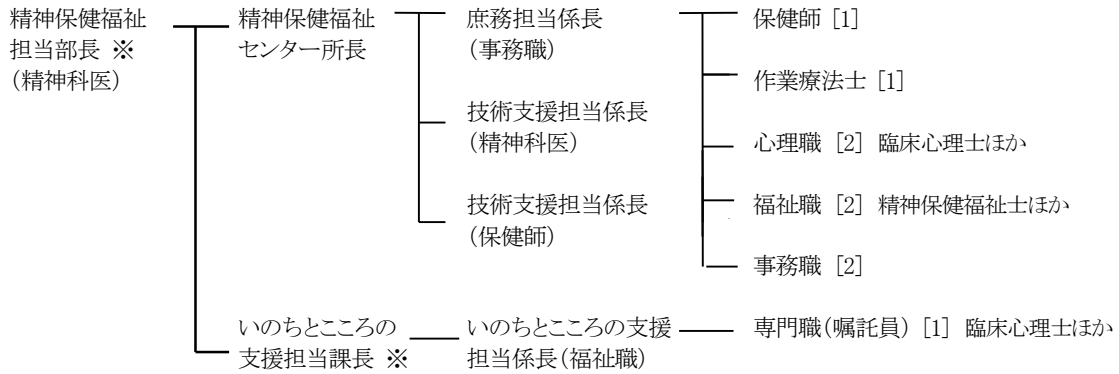 精神保健福祉
担当部長 ※
(精神科医)
精神保健福祉
センター所長
庶務担当係長
(事務職)
技術支援担当係長
(精神科医)
技術支援担当係長
(保健師)
保健師 [1]
作業療法士 [1]
心理職 [2] 臨床心理士ほか
福祉職 [2] 精神保健福祉士ほか
事務職 [2]
いのちとこころの
支援担当課長 ※
いのちとこころの支援
担当係長(福祉職)
専門職(嘱託員) [1] 臨床心理士ほか